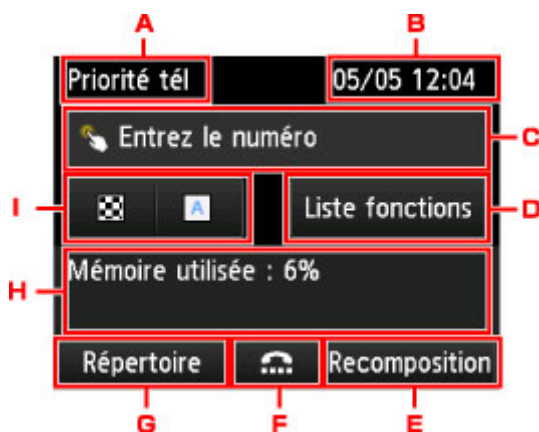 A B
Priorité tél 05/05 12:04
Entrez le numéro C
I A Liste fonctions D
H Mémoire utilisée : 6%
Répertoire Recomposition
G F E